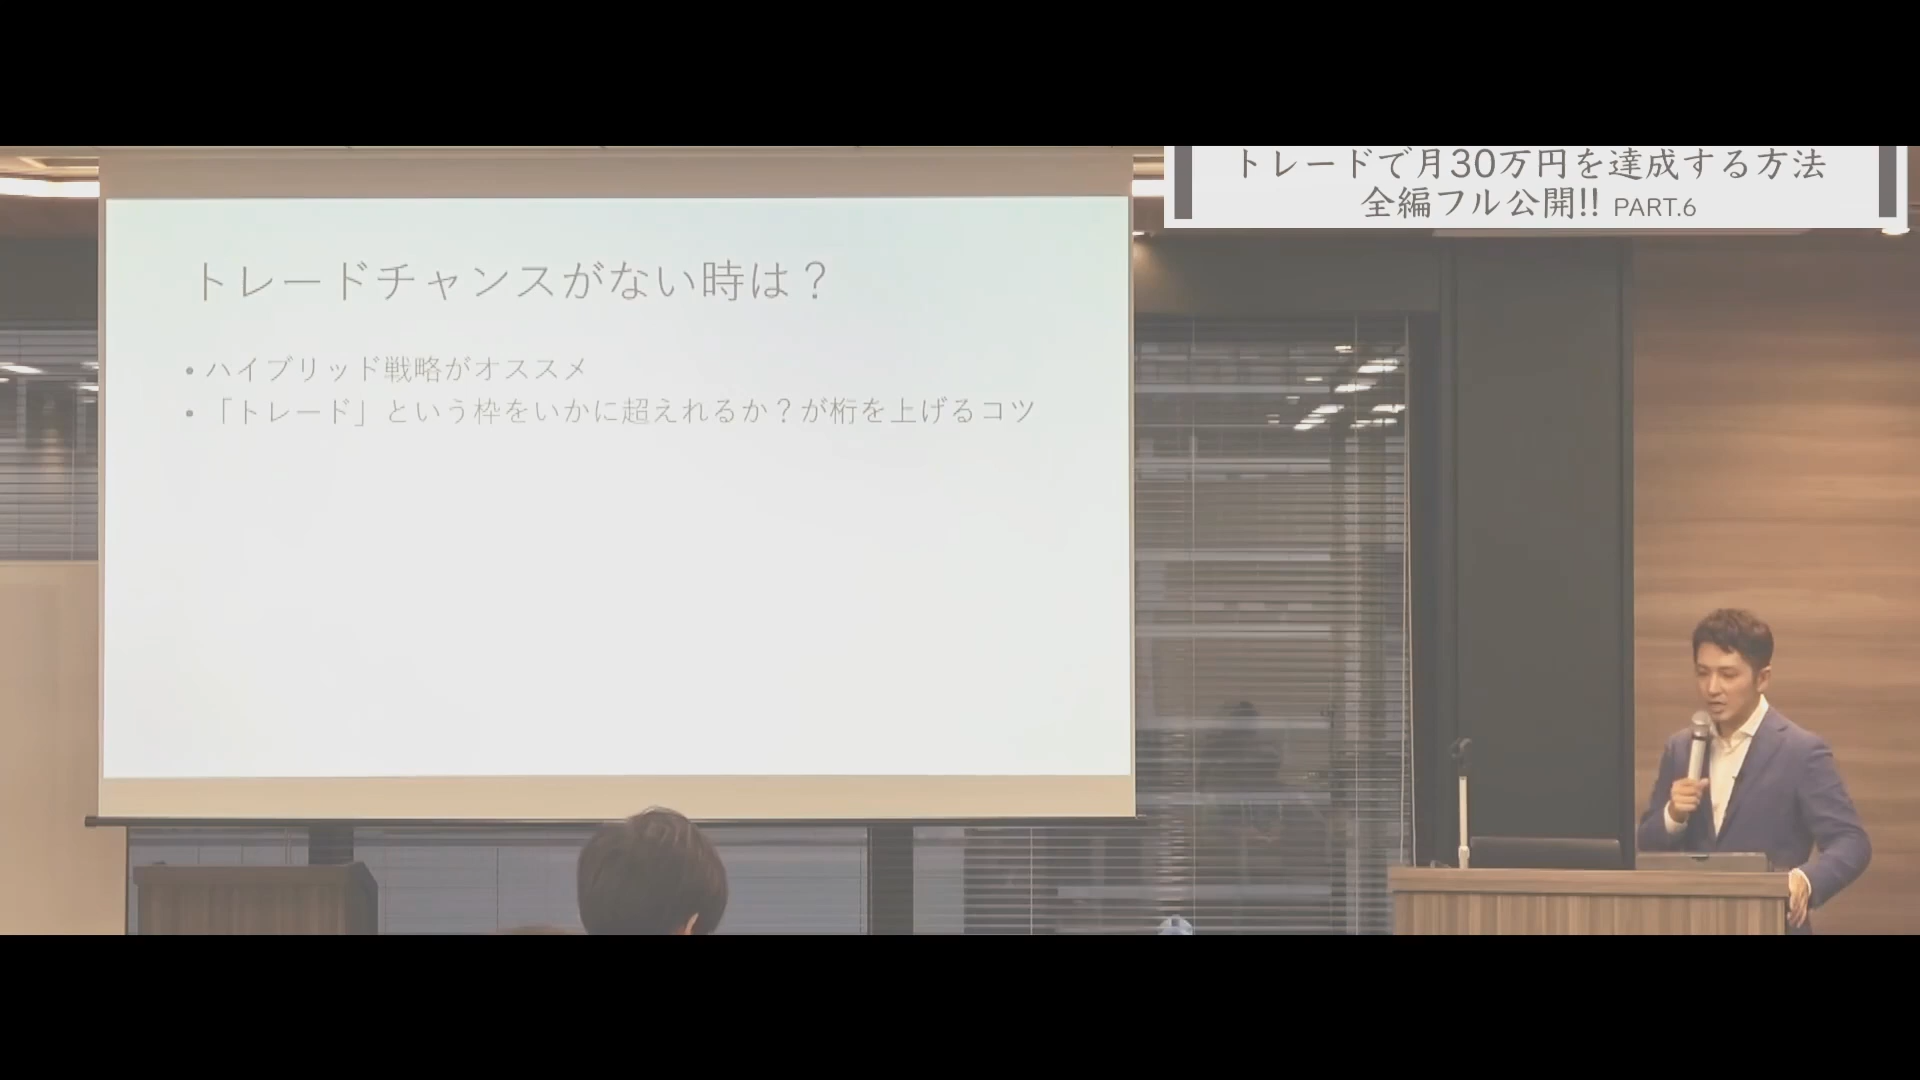 トレードで月30万円を達成する方法
全編フル公開!! PART.6
トレードチャンスがない時は？
• ハイブリッド戦略がオススメ
• 「トレード」という枠をいかに超えれるか？が桁を上げるコツ